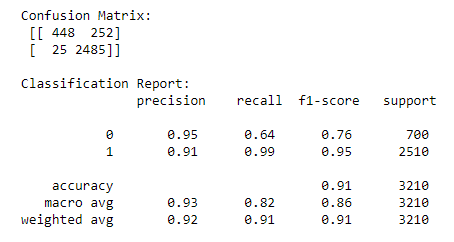 Confusion Matrix:
[[ 448  252]
[  25 2485]]
Classification Report:
precision    recall  f1-score   support
0       0.95      0.64      0.76       700
1       0.91      0.99      0.95      2510
accuracy                           0.91      3210
macro avg       0.93      0.82      0.86      3210
weighted avg       0.92      0.91      0.91      3210